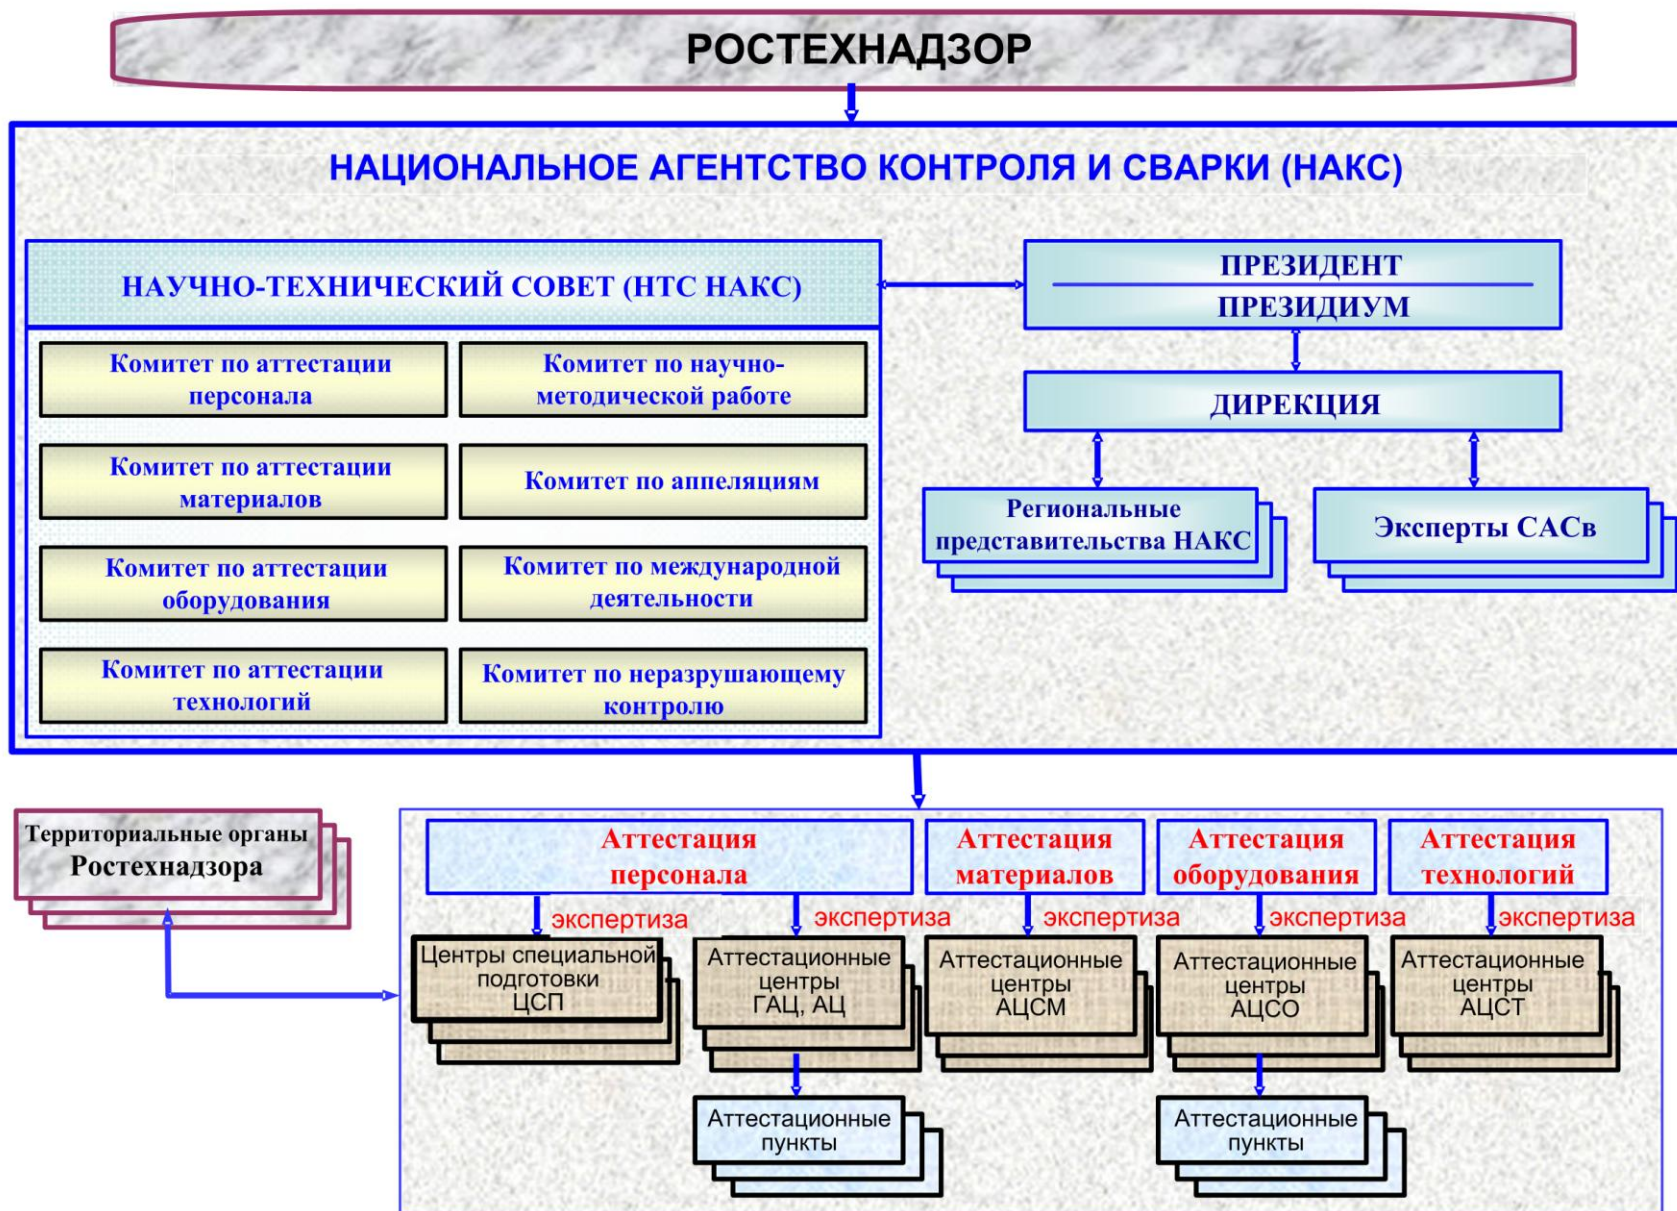 РОСТЕХНАДЗОР
НАЦИОНАЛЬНОЕ АГЕНТСТВО КОНТРОЛЯ И СВАРКИ (НАКС)
НАУЧНО-ТЕХНИЧЕСКИЙ СОВЕТ (НТС НАКС)
Комитет по аттестации
персонала
Комитет по научно-
методической работе
Комитет по аттестации
материалов
Комитет по аппеляциям
Комитет по аттестации
оборудования
Комитет по международной
деятельности
Комитет по аттестации
технологий
Комитет по неразрушающему
контролю
ПРЕЗИДЕНТ
ПРЕЗИДИУМ
ДИРЕКЦИЯ
Региональные
представительства НАКС
Эксперты САСв
Территориальные органы
Ростехнадзора
Аттестация
персонала
Аттестация
материалов
Аттестация
оборудования
Аттестация
технологий
экспертиза
экспертиза
экспертиза
экспертиза
экспертиза
Центры специальной
подготовки
ЦСП
Аттестационные
центры
ГАЦ, АЦ
Аттестационные
центры
АЦСМ
Аттестационные
центры
АЦСО
Аттестационные
центры
АЦСТ
Аттестационные
пункты
Аттестационные
пункты